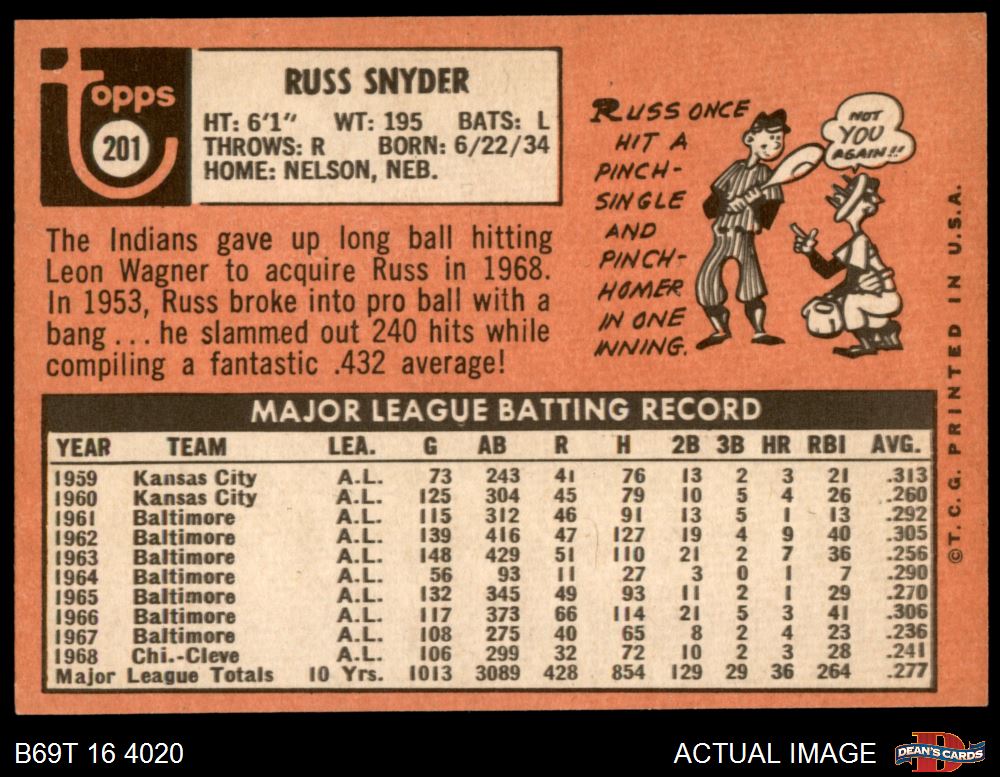 Topps
201
RUSS SNYDER
HT: 6'1" WT: 195 BATS: L
THROWS: R BORN: 6/22/34
HOME: NELSON, NEB.
The Indians gave up long ball hitting
Leon Wagner to acquire Russ in 1968.
In 1953, Russ broke into pro ball with a
bang ... he slammed out 240 hits while
compiling a fantastic .432 average!
RUSS ONCE
HIT A
PINCH-
SINGLE
AND
PINCH-
HOMER
IN ONE
INNING.
NOT
YOU
AGAIN!!
MAJOR LEAGUE BATTING RECORD
YEAR TEAM LEA. G AB R H 2B 3B HR RBI AVG.
1959 Kansas City A.L. 73 243 41 76 13 2 3 21 .313
1960 Kansas City A.L. 125 304 45 79 10 5 4 26 .260
1961 Baltimore A.L. 115 312 46 91 13 5 1 13 .292
1962 Baltimore A.L. 139 416 47 127 19 4 9 40 .305
1963 Baltimore A.L. 148 429 51 110 21 2 7 36 .256
1964 Baltimore A.L. 56 93 11 27 3 0 1 7 .290
1965 Baltimore A.L. 132 345 49 93 11 2 1 29 .270
1966 Baltimore A.L. 117 373 66 114 21 5 3 41 .306
1967 Baltimore A.L. 108 275 40 65 8 2 4 23 .236
1968 Chi.-Cleve A.L. 106 299 32 72 10 2 3 28 .241
Major League Totals 10 Yrs. 1013 3089 428 854 129 29 36 264 .277
©T.C.G. PRINTED IN U.S.A.
B69T 16 4020
ACTUAL IMAGE
D
DEAN'S CARDS